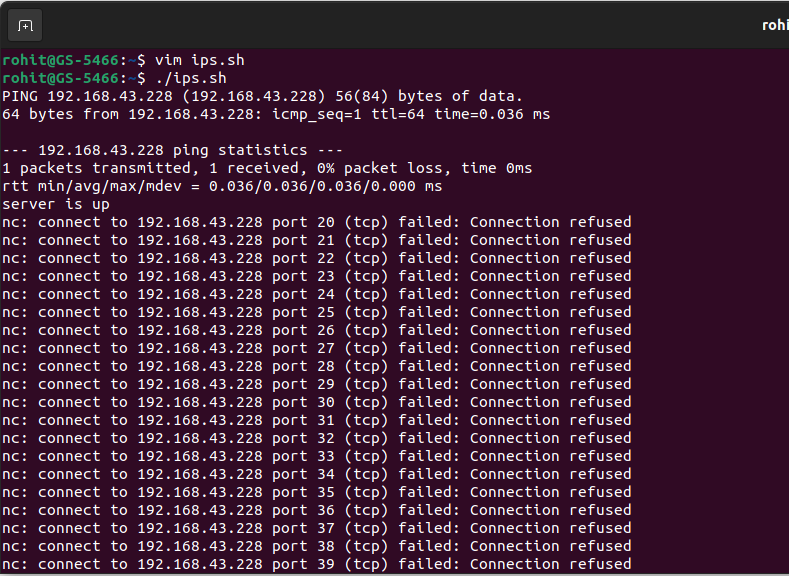 rohi
rohit@GS-5466:~$ vim ips.sh
rohit@GS-5466:~$ ./ips.sh
PING 192.168.43.228 (192.168.43.228) 56(84) bytes of data.
64 bytes from 192.168.43.228: icmp_seq=1 ttl=64 time=0.036 ms
--- 192.168.43.228 ping statistics ---
1 packets transmitted, 1 received, 0% packet loss, time 0ms
rtt min/avg/max/mdev = 0.036/0.036/0.036/0.000 ms
server is up
nc: connect to 192.168.43.228 port 20 (tcp) failed: Connection refused
nc: connect to 192.168.43.228 port 21 (tcp) failed: Connection refused
nc: connect to 192.168.43.228 port 22 (tcp) failed: Connection refused
nc: connect to 192.168.43.228 port 23 (tcp) failed: Connection refused
nc: connect to 192.168.43.228 port 24 (tcp) failed: Connection refused
nc: connect to 192.168.43.228 port 25 (tcp) failed: Connection refused
nc: connect to 192.168.43.228 port 26 (tcp) failed: Connection refused
nc: connect to 192.168.43.228 port 27 (tcp) failed: Connection refused
nc: connect to 192.168.43.228 port 28 (tcp) failed: Connection refused
nc: connect to 192.168.43.228 port 29 (tcp) failed: Connection refused
nc: connect to 192.168.43.228 port 30 (tcp) failed: Connection refused
nc: connect to 192.168.43.228 port 31 (tcp) failed: Connection refused
nc: connect to 192.168.43.228 port 32 (tcp) failed: Connection refused
nc: connect to 192.168.43.228 port 33 (tcp) failed: Connection refused
nc: connect to 192.168.43.228 port 34 (tcp) failed: Connection refused
nc: connect to 192.168.43.228 port 35 (tcp) failed: Connection refused
nc: connect to 192.168.43.228 port 36 (tcp) failed: Connection refused
nc: connect to 192.168.43.228 port 37 (tcp) failed: Connection refused
nc: connect to 192.168.43.228 port 38 (tcp) failed: Connection refused
nc: connect to 192.168.43.228 port 39 (tcp) failed: Connection refused